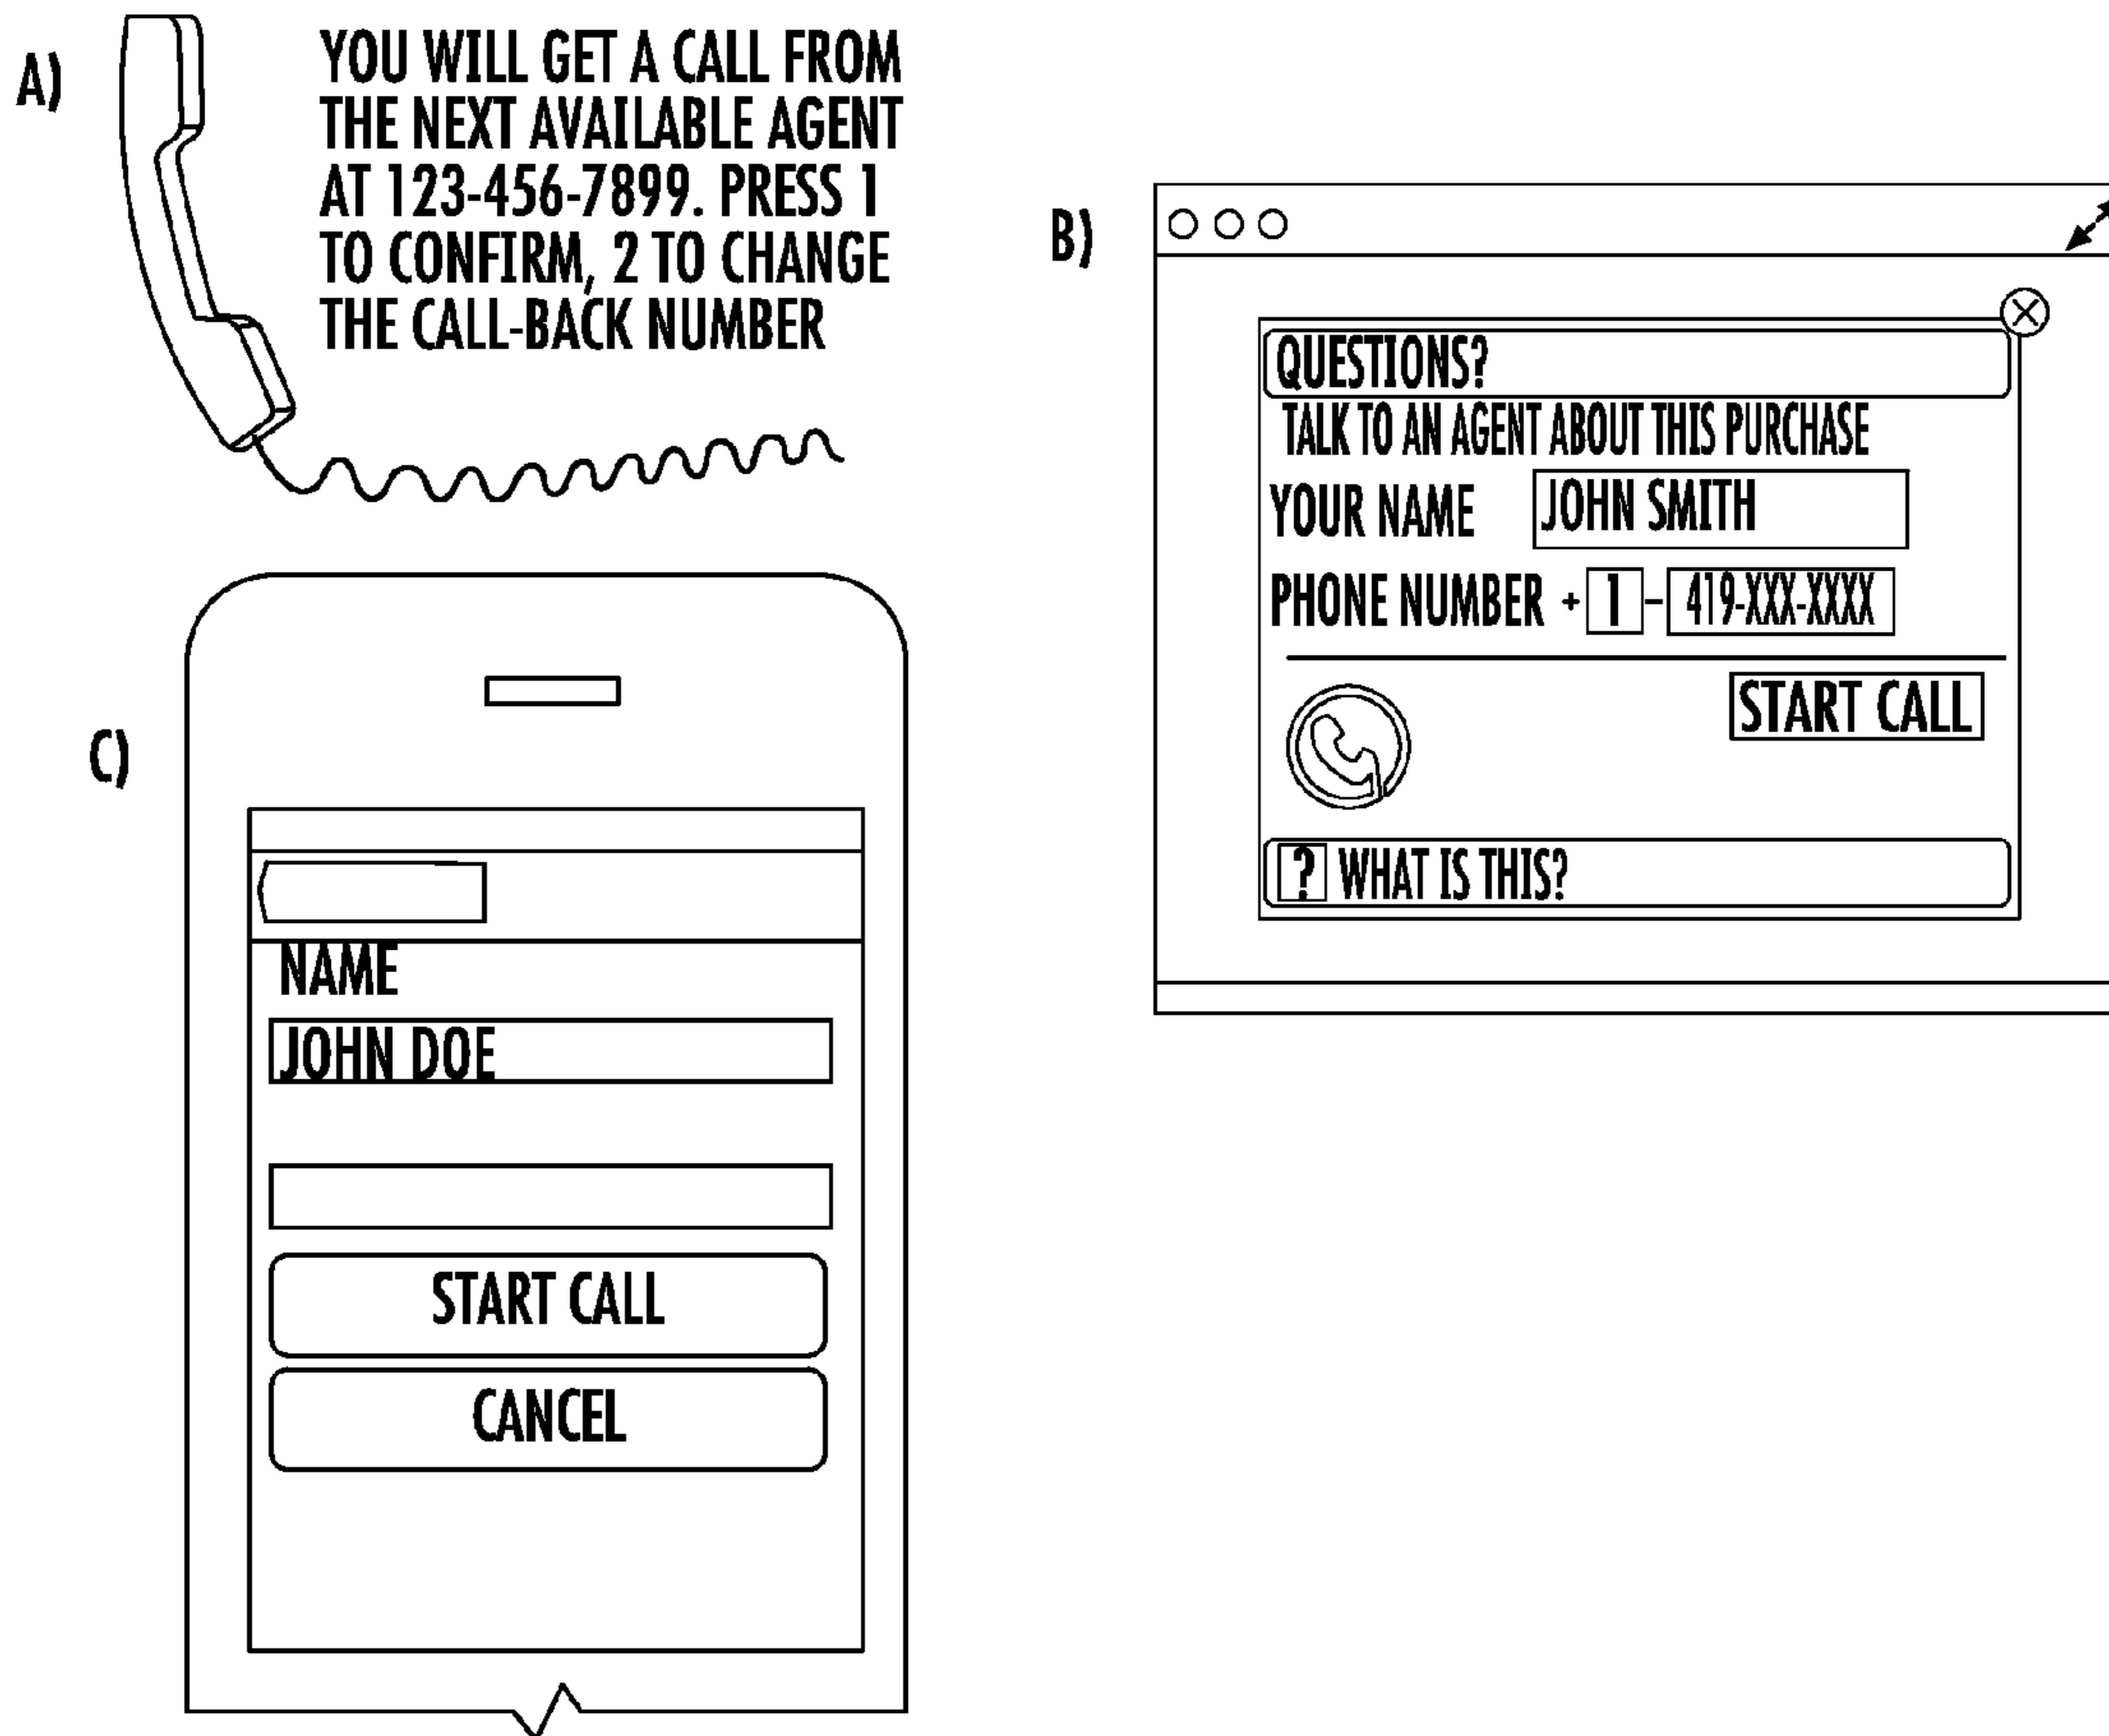 A)
YOU WILL GET A CALL FROM
THE NEXT AVAILABLE AGENT
AT 123-456-7899. PRESS 1
TO CONFIRM, 2 TO CHANGE
THE CALL-BACK NUMBER
B)
QUESTIONS?
TALK TO AN AGENT ABOUT THIS PURCHASE
YOUR NAME JOHN SMITH
PHONE NUMBER + 1 - 419-XXX-XXXX
START CALL
? WHAT IS THIS?
C)
NAME
JOHN DOE
START CALL
CANCEL